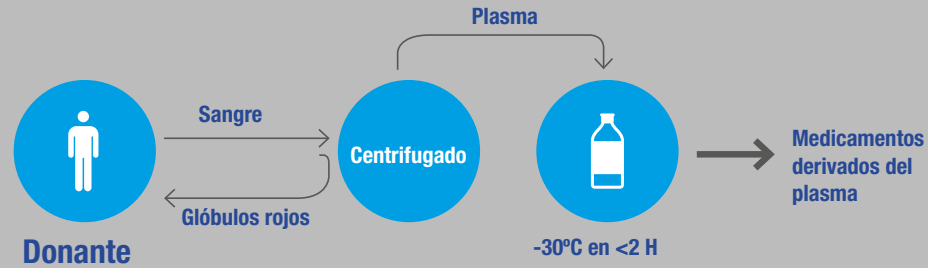 Plasma
Sangre
Centrifugado
Glóbulos rojos
Donante
-30ºC en <2 H
Medicamentos
derivados del
plasma